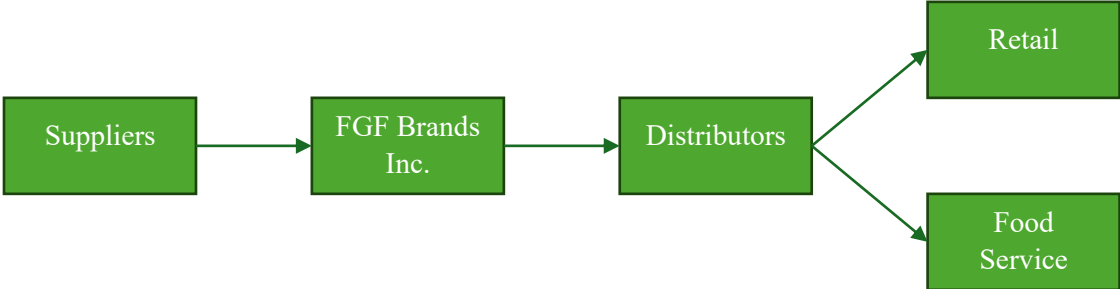 Suppliers
FGF Brands
Inc.
Distributors
Retail
Food
Service